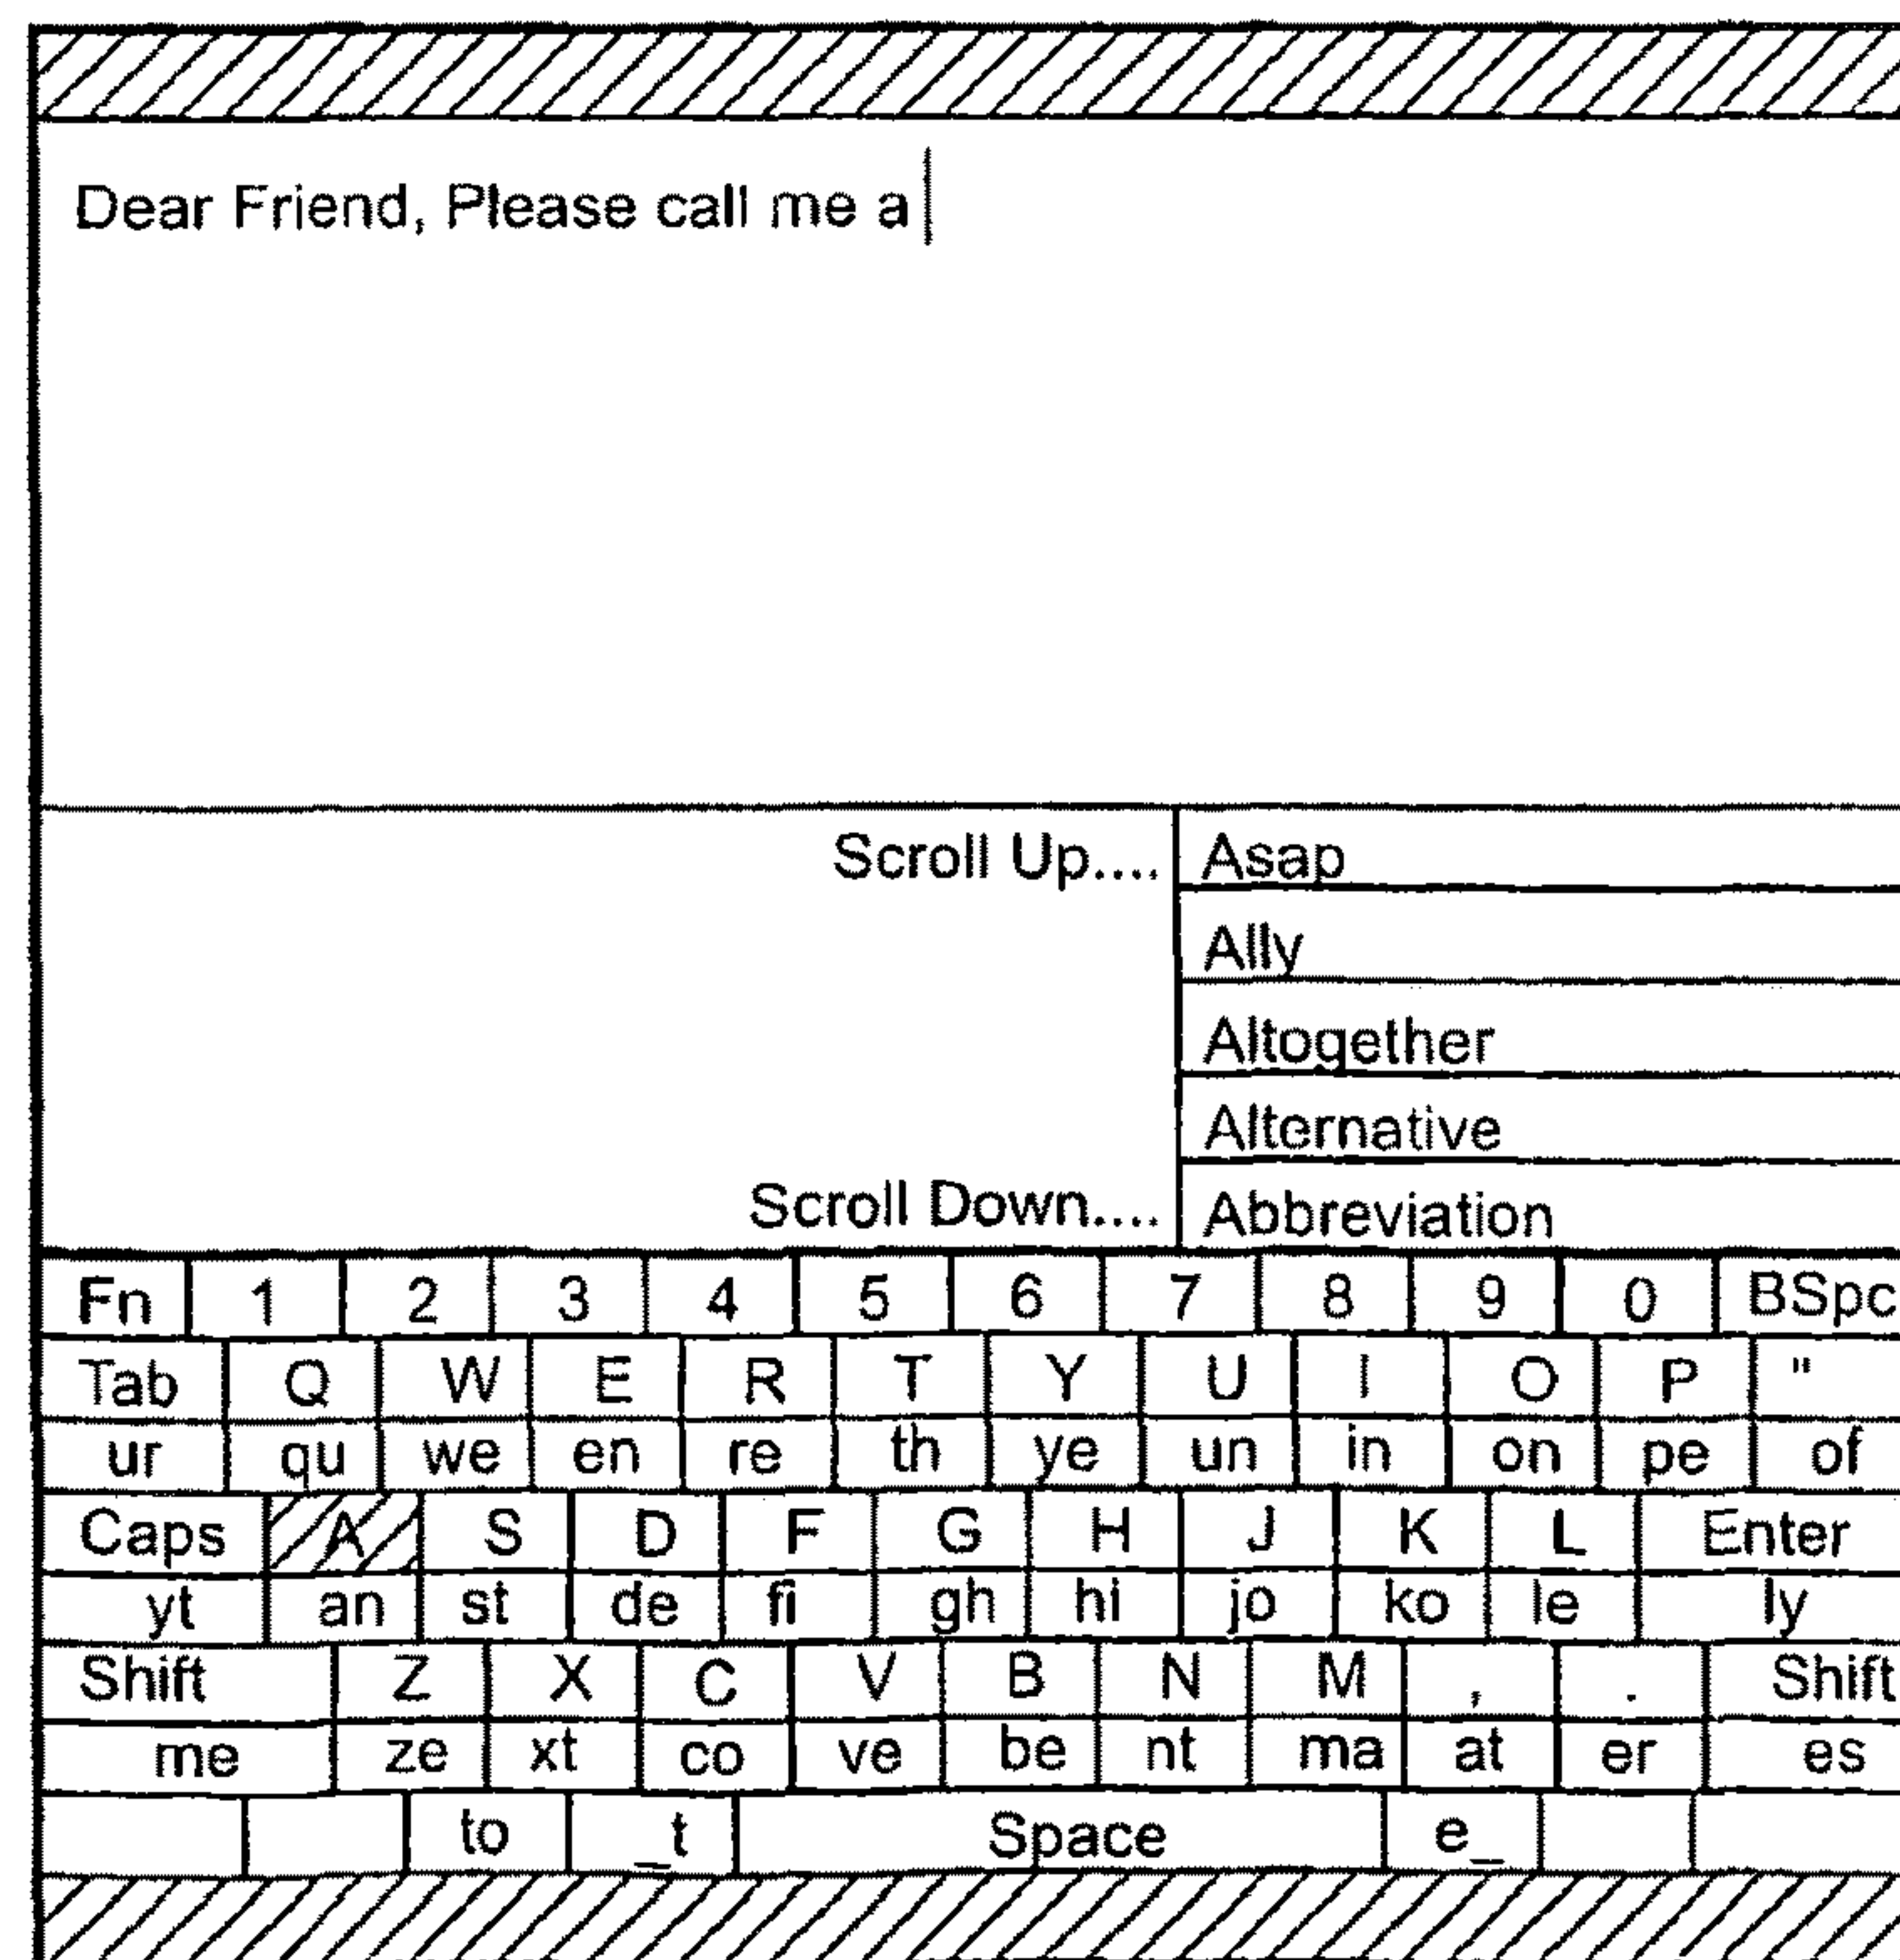 Dear Friend, Please call me a
Scroll Up.... Asap
Ally
Altogether
Alternative
Scroll Down.... Abbreviation
Fn 1 2 3 4 5 6 7 8 9 0 BSpc
Tab Q W E R T Y U I O P "
ur qu we en re th ye un in on pe of
Caps A S D F G H J K L Enter
yt an st de fi gh hi jo ko le ly
Shift Z X C V B N M , . Shift
me ze xt co ve be nt ma at er es
to _t Space e_